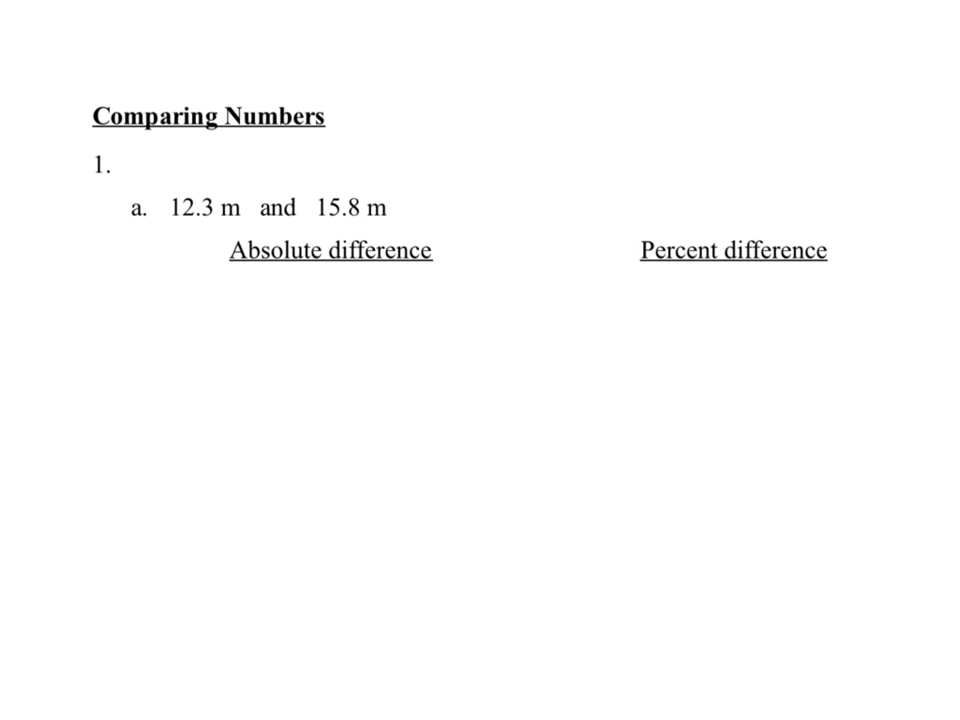 Comparing Numbers
1.
a. 12.3 m and 15.8 m
Absolute difference Percent difference